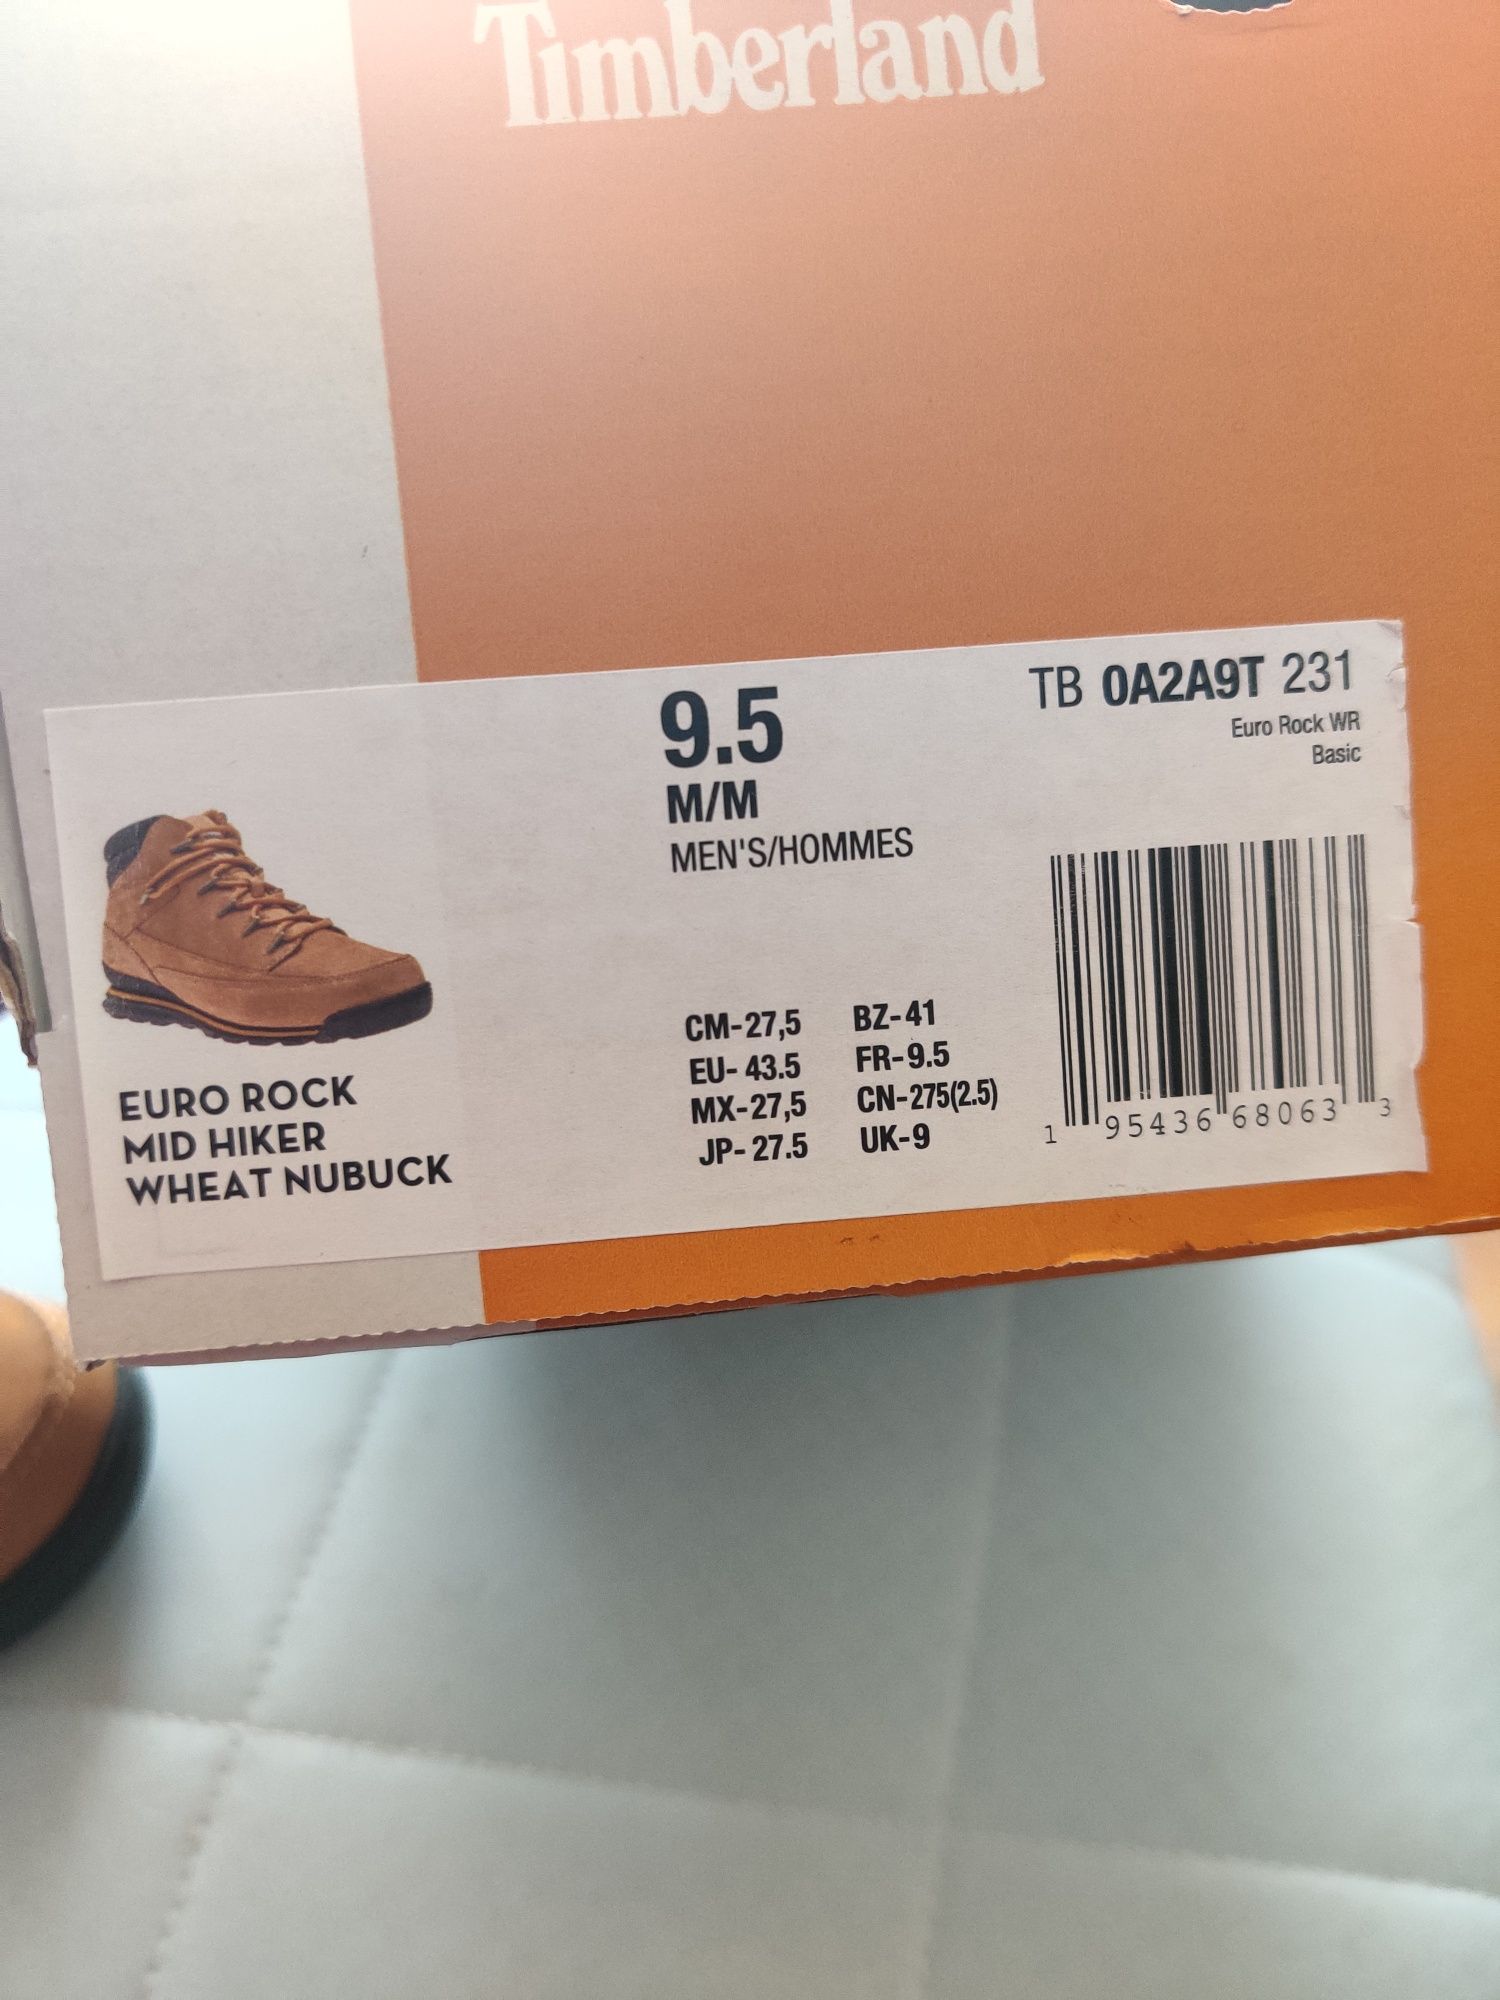 Timberland
9.5
M/M
MEN'S/HOMMES
TB 0A2A9T 231
Euro Rock WR
Basic
EURO ROCK
MID HIKER
WHEAT NUBUCK
CM-27,5 BZ-41
EU- 43.5 FR-9.5
MX-27,5 CN-275(2.5)
JP- 27.5 UK-9
1 95436 68063 3